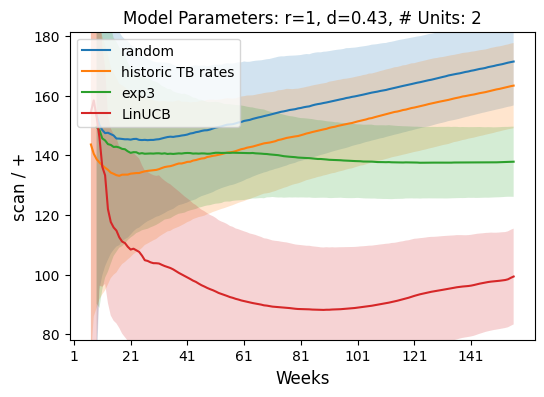 Model Parameters: r=1, d=0.43, # Units: 2
random
historic TB rates
exp3
LinUCB
scan / +
180
160
140
120
100
80
1 21 41 61 81 101 121 141
Weeks